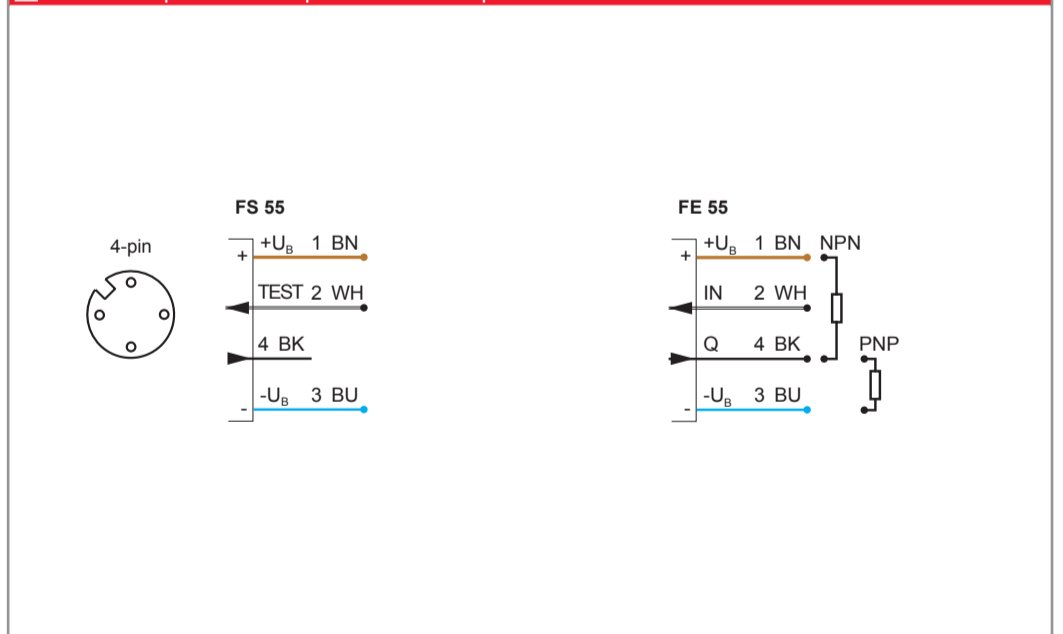 4-pin
FS 55
+
+UB 1 BN
TEST 2 WH
4 BK
-UB 3 BU
-
FE 55
+
+UB 1 BN NPN
IN 2 WH
Q 4 BK PNP
-UB 3 BU
-